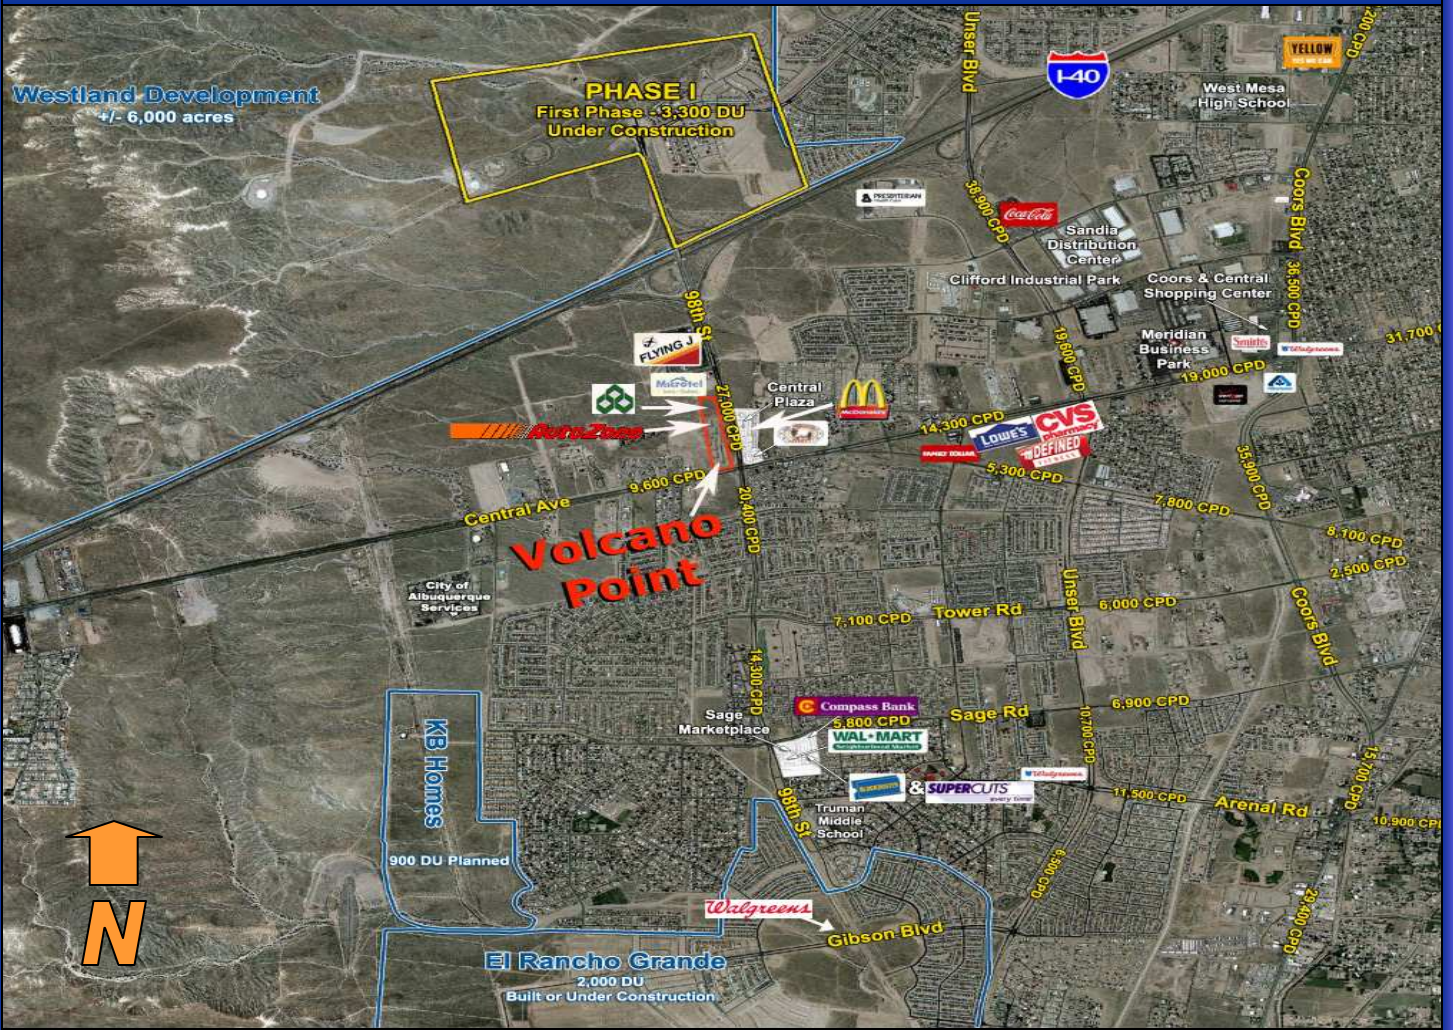 Westland Development
+/- 6,000 acres
PHASE I
First Phase - 3,300 DU
Under Construction
Unser Blvd
I-40
YELLOW
West Mesa
High School
Coors Blvd
PRESBYTERIAN
38,900 CPD
Coca-Cola
Sandia
Distribution
Center
Clifford Industrial Park
Coors & Central
Shopping Center
36,500 CPD
31,700
98th St
FLYING J
Microtel
27,000 CPD
Central
Plaza
McDonald's
AutoZone
19,600 CPD
Meridian
Business
Park
Smith's
Walgreens
19,000 CPD
14,300 CPD
LOWE'S
CVS
pharmacy
DEFINED
FITNESS
FAMILY DOLLAR
5,300 CPD
35,900 CPD
7,800 CPD
8,100 CPD
2,500 CPD
9,600 CPD
Central Ave
20,400 CPD
Volcano
Point
City of
Albuquerque
Services
7,100 CPD
Tower Rd
6,000 CPD
Unser Blvd
Coors Blvd
14,300 CPD
Compass Bank
Sage
Marketplace
5,800 CPD
Sage Rd
6,900 CPD
WAL★MART
Neighborhood Market
10,700 CPD
15,700 CPD
KB Homes
900 DU Planned
98th St
&
SUPERCUTS
every time
Walgreens
11,500 CPD
Arenal Rd
10,900 CPD
Truman
Middle
School
6,500 CPD
29,400 CPD
N
Walgreens
Gibson Blvd
El Rancho Grande
2,000 DU
Built or Under Construction